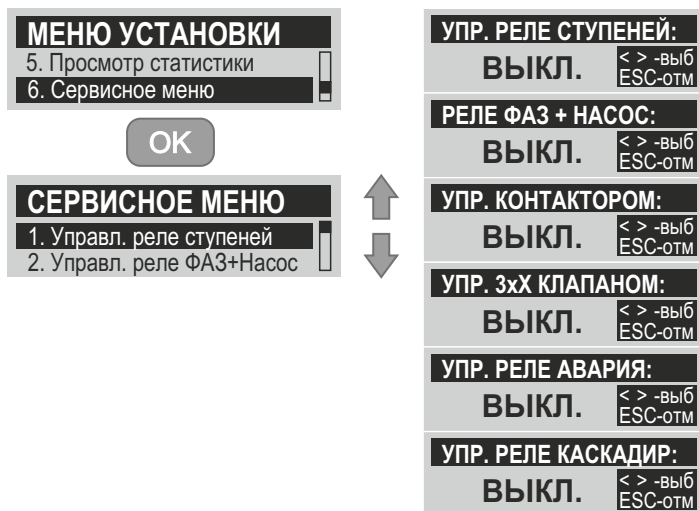 МЕНЮ УСТАНОВКИ
5. Просмотр статистики
6. Сервисное меню
OK
СЕРВИСНОЕ МЕНЮ
1. Управл. реле ступеней
2. Управл. реле ФАЗ+Насос
УПР. РЕЛЕ СТУПЕНЕЙ:
ВЫКЛ.
< > -выб
ESC-отм
РЕЛЕ ФАЗ + НАСОС:
ВЫКЛ.
< > -выб
ESC-отм
УПР. КОНТАКТОРОМ:
ВЫКЛ.
< > -выб
ESC-отм
УПР. 3хХ КЛАПАНОМ:
ВЫКЛ.
< > -выб
ESC-отм
УПР. РЕЛЕ АВАРИЯ:
ВЫКЛ.
< > -выб
ESC-отм
УПР. РЕЛЕ КАСКАДИР:
ВЫКЛ.
< > -выб
ESC-отм